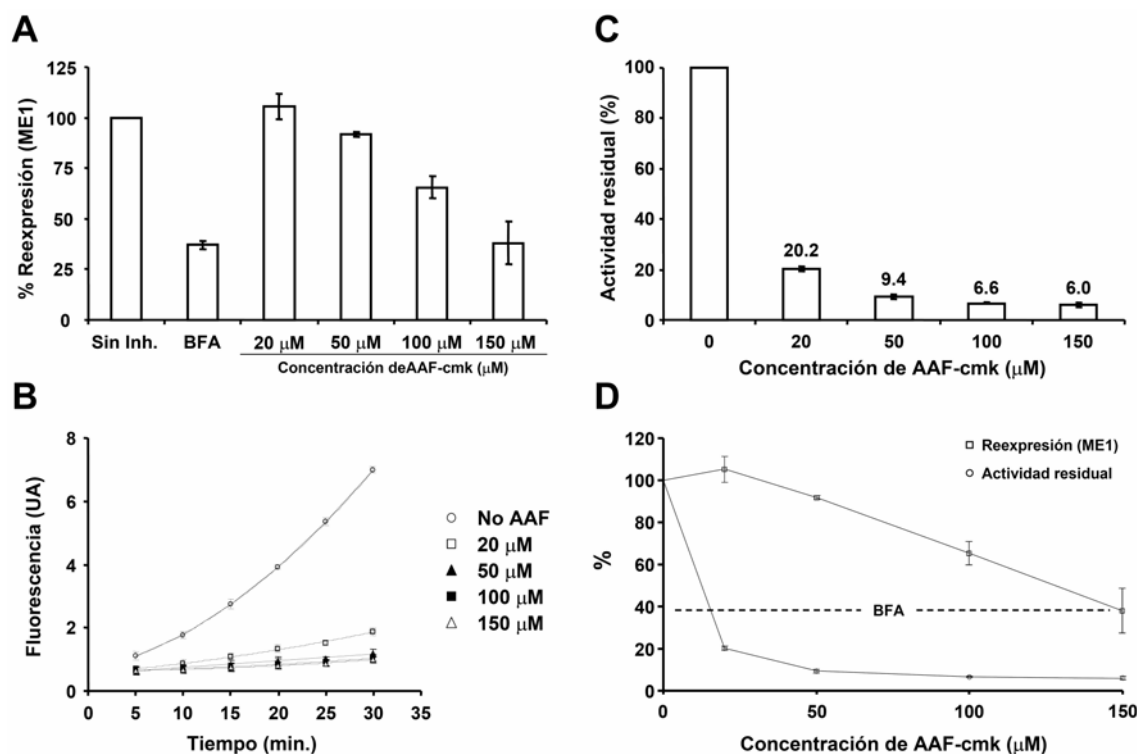 A
% Reexpresión (ME1)
125
100
75
50
25
0
Sin Inh.
BFA
20 μM
50 μM
100 μM
150 μM
Concentración deAAF-cmk (μM)
C
Actividad residual (%)
100
80
60
40
20
0
20.2
9.4
6.6
6.0
0
20
50
100
150
Concentración de AAF-cmk (μM)
B
Fluorescencia (UA)
8
6
4
2
0
0
5
10
15
20
25
30
35
Tiempo (min.)
No AAF
20 μM
50 μM
100 μM
150 μM
D
%
120
100
80
60
40
20
0
Reexpresión (ME1)
Actividad residual
BFA
0
50
100
150
Concentración de AAF-cmk (μM)